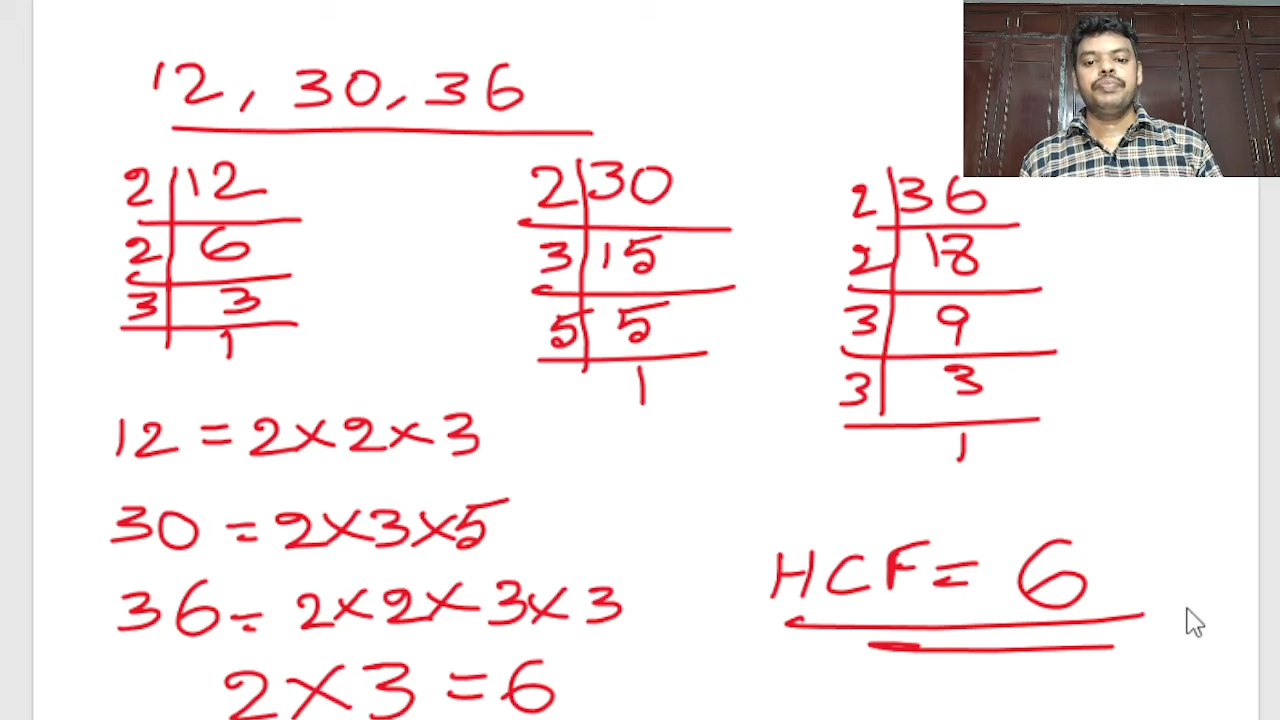 12, 30, 36
2 12
2 6
3 3
1
2 30
3 15
5 5
1
2 36
2 18
3 9
3 3
1
12 = 2 × 2 × 3
30 = 2 × 3 × 5
36 = 2 × 2 × 3 × 3
2 × 3 = 6
HCF = 6